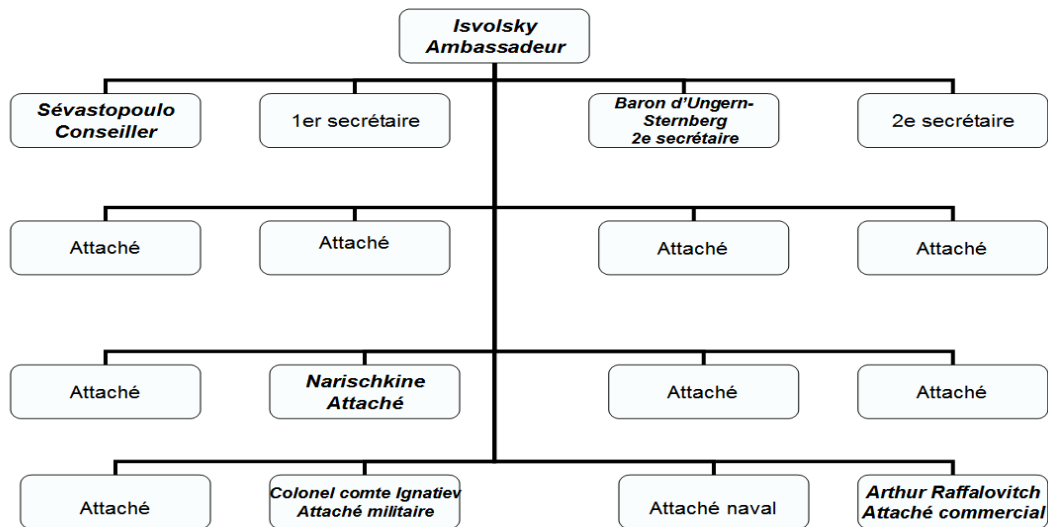 Isvolsky
Ambassadeur
Sévastopoulo
Conseiller
1er secrétaire
Baron d'Ungern-
Sternberg
2e secrétaire
2e secrétaire
Attaché
Attaché
Attaché
Attaché
Attaché
Narischkine
Attaché
Attaché
Attaché
Attaché
Colonel comte Ignatiev
Attaché militaire
Attaché naval
Arthur Raffalovitch
Attaché commercial